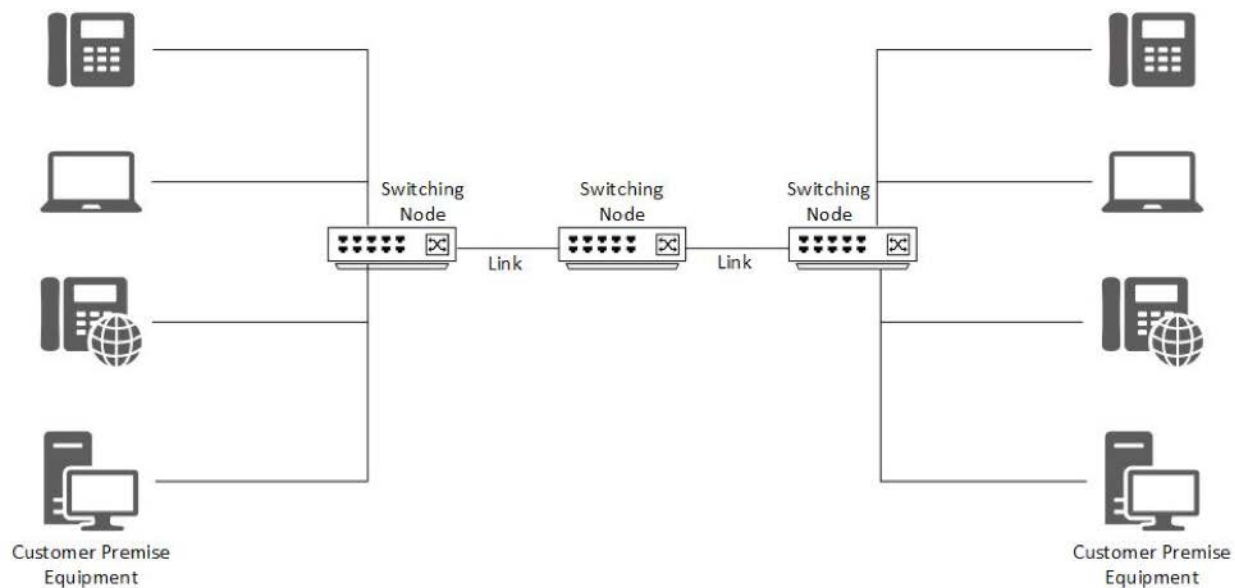 Switching
Node
Switching
Node
Switching
Node
Link
Link
Customer Premise
Equipment
Customer Premise
Equipment